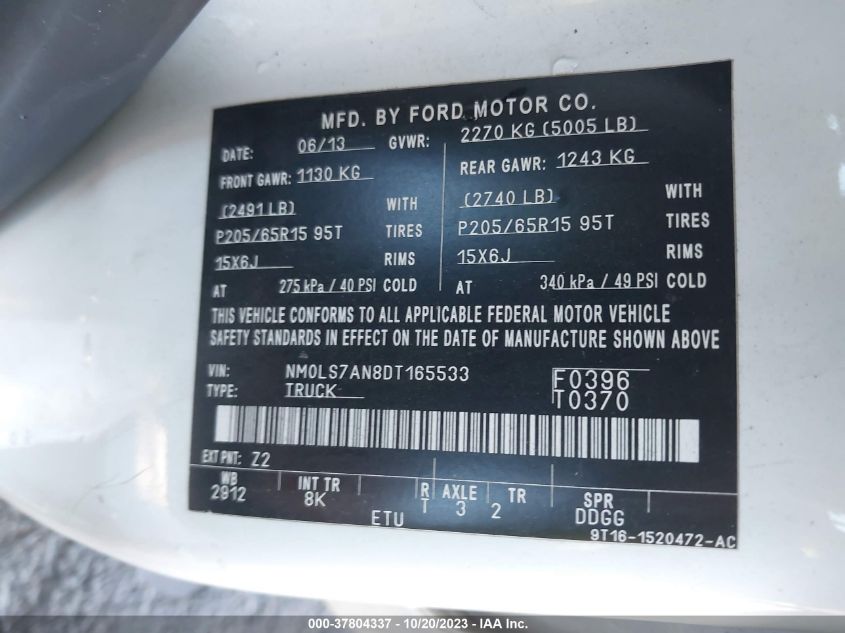 MFD. BY FORD MOTOR CO.
DATE: 06/13 GVWR: 2270 KG (5005 LB)
FRONT GAWR: 1130 KG REAR GAWR: 1243 KG
(2491 LB) WITH (2740 LB) WITH
P205/65R15 95T TIRES P205/65R15 95T TIRES
15X6J RIMS 15X6J RIMS
AT 275 kPa / 40 PSI COLD AT 340 kPa / 49 PSI COLD
THIS VEHICLE CONFORMS TO ALL APPLICABLE FEDERAL MOTOR VEHICLE
SAFETY STANDARDS IN EFFECT ON THE DATE OF MANUFACTURE SHOWN ABOVE
VIN: NM0LS7AN8DT165533 F0396
TYPE: TRUCK T0370
EXT PNT: Z2
WB INT TR R AXLE TR SPR
2912 8K T 3 2 DDGG
ETU
9T16-1520472-AC
000-37804337 - 10/20/2023 - IAA Inc.